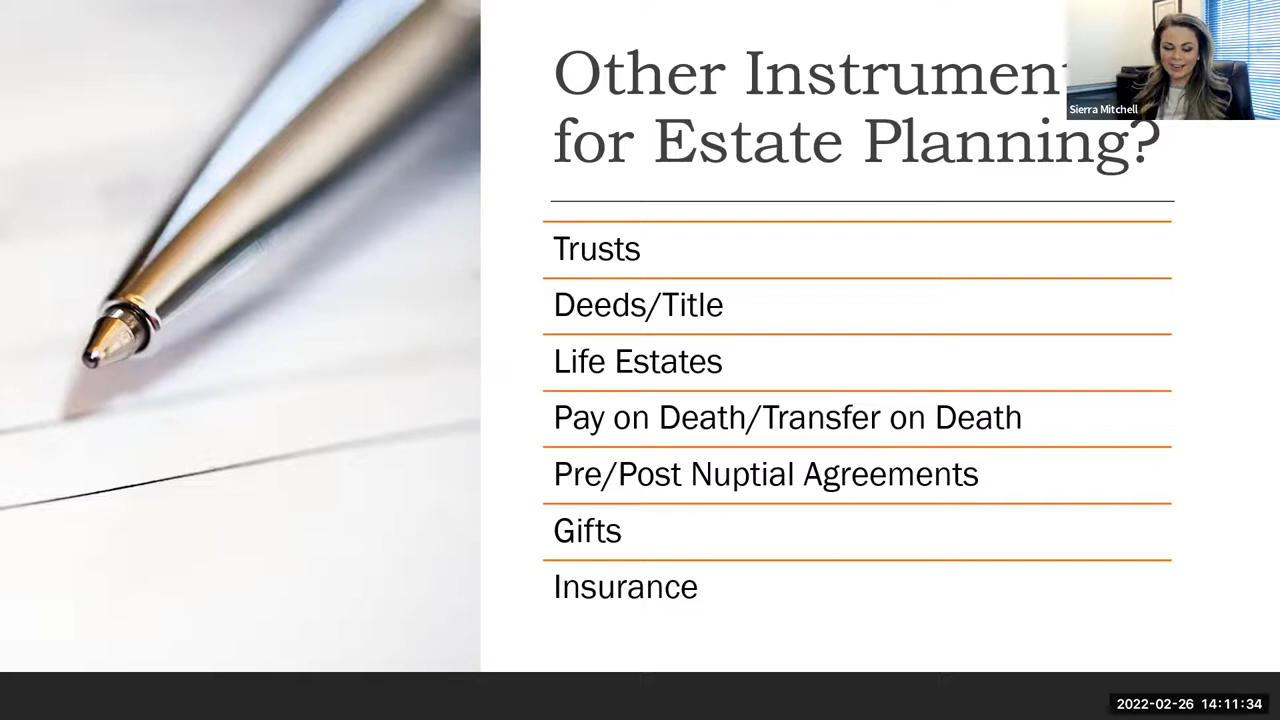 Other Instrumen
for Estate Planning?
Sierra Mitchell
Trusts
Deeds/Title
Life Estates
Pay on Death/Transfer on Death
Pre/Post Nuptial Agreements
Gifts
Insurance
2022-02-26 14:11:34